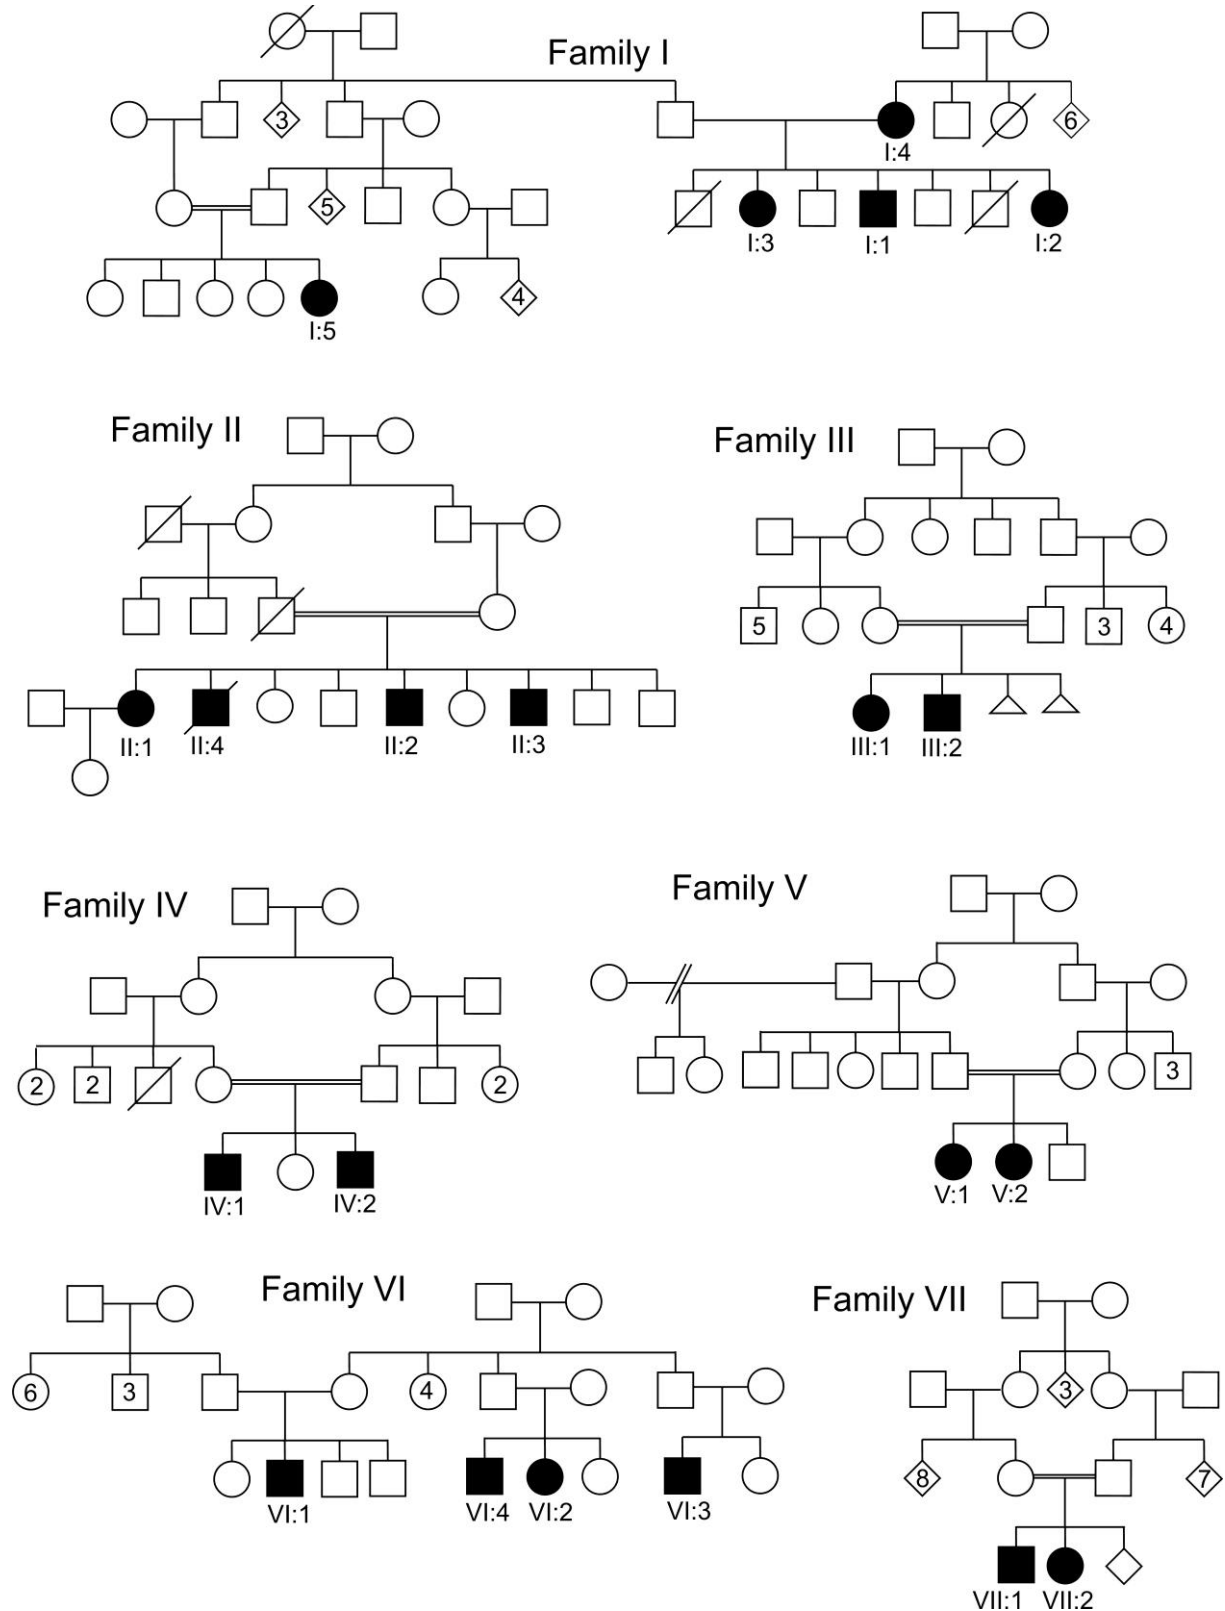 Family I
3
I:4
6
5
I:3
I:1
I:2
4
I:5
Family II
Family III
5
3
4
II:1
II:4
II:2
II:3
III:1
III:2
Family IV
Family V
2
2
2
3
IV:1
IV:2
V:1
V:2
Family VI
Family VII
6
3
4
3
8
7
VI:1
VI:4
VI:2
VI:3
VII:1
VII:2